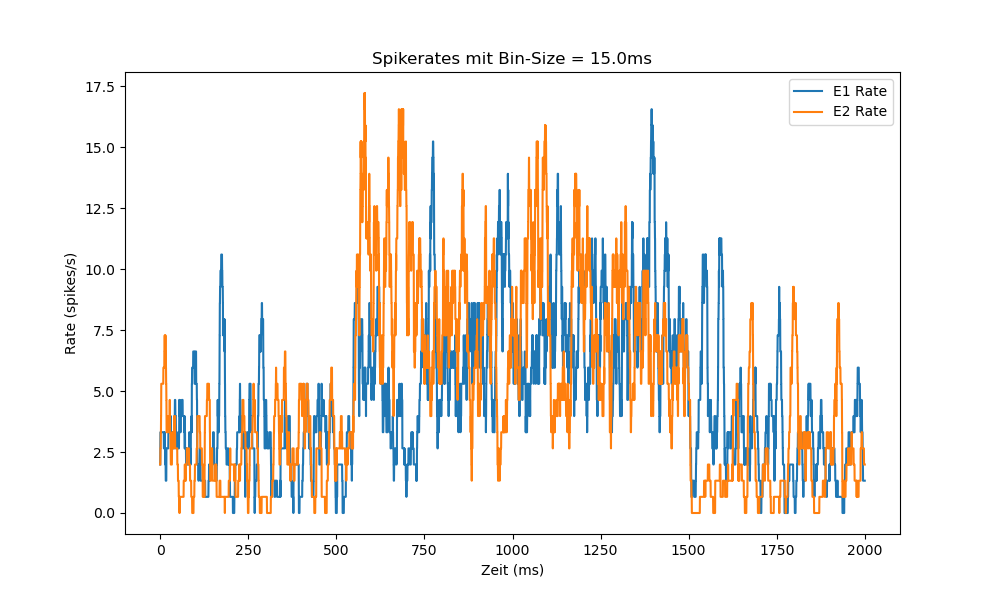 Spikerates mit Bin-Size = 15.0ms
E1 Rate
E2 Rate
Rate (spikes/s)
17.5
15.0
12.5
10.0
7.5
5.0
2.5
0.0
0 250 500 750 1000 1250 1500 1750 2000
Zeit (ms)